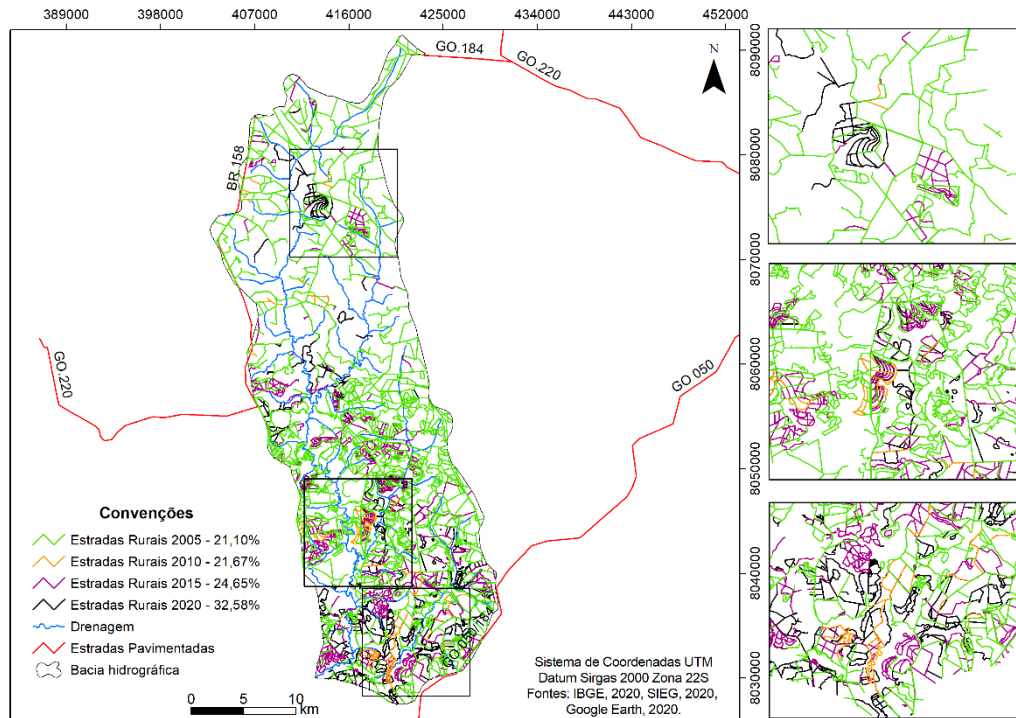 389000 398000 407000 416000 425000 434000 443000 452000
GO.184
GO.220
N
8090000
BR 158
8080000
8070000
GO.220
8060000
GO 050
8050000
Convenções
Estradas Rurais 2005 - 21,10%
Estradas Rurais 2010 - 21,67%
Estradas Rurais 2015 - 24,65%
Estradas Rurais 2020 - 32,58%
Drenagem
Estradas Pavimentadas
Bacia hidrográfica
8040000
8030000
0 5 10
km
Sistema de Coordenadas UTM
Datum Sirgas 2000 Zona 22S
Fontes: IBGE, 2020, SIEG, 2020,
Google Earth, 2020.